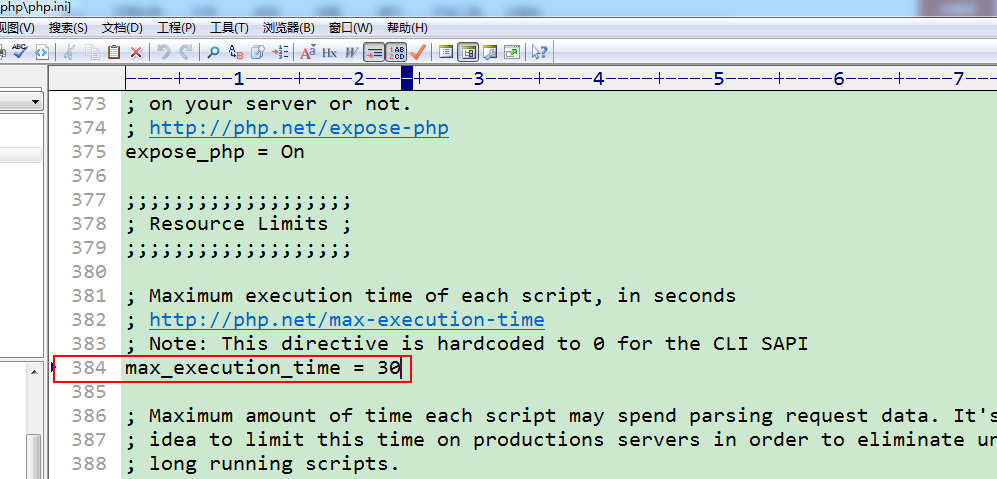 php\php.ini]
视图(V) 搜索(S) 文档(D) 工程(P) 工具(T) 浏览器(B) 窗口(W) 帮助(H)
----+----1----+----2----+----3----+----4----+----5----+----6----+----7
373 ; on your server or not.
374 ; http://php.net/expose-php
375 expose_php = On
376
377 ;;;;;;;;;;;;;;;;;;;
378 ; Resource Limits ;
379 ;;;;;;;;;;;;;;;;;;;
380
381 ; Maximum execution time of each script, in seconds
382 ; http://php.net/max-execution-time
383 ; Note: This directive is hardcoded to 0 for the CLI SAPI
384 max_execution_time = 30
385
386 ; Maximum amount of time each script may spend parsing request data. It's
387 ; idea to limit this time on productions servers in order to eliminate un
388 ; long running scripts.